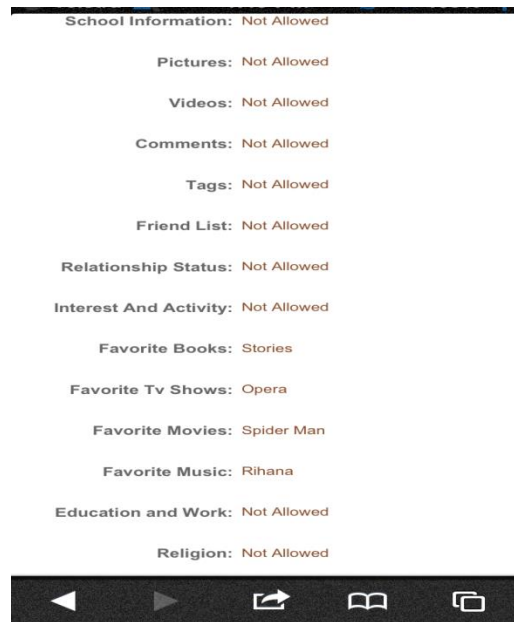 School Information: Not Allowed
Pictures: Not Allowed
Videos: Not Allowed
Comments: Not Allowed
Tags: Not Allowed
Friend List: Not Allowed
Relationship Status: Not Allowed
Interest And Activity: Not Allowed
Favorite Books: Stories
Favorite Tv Shows: Opera
Favorite Movies: Spider Man
Favorite Music: Rihana
Education and Work: Not Allowed
Religion: Not Allowed